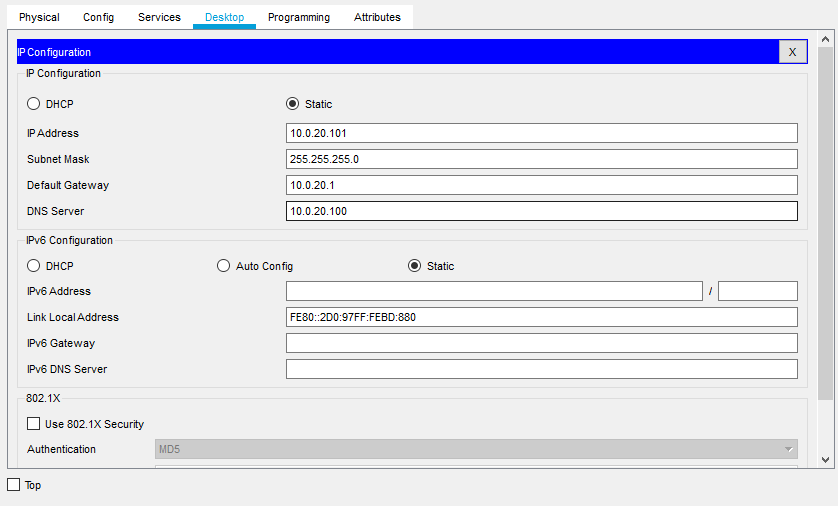 Physical Config Services Desktop Programming Attributes
IP Configuration X
IP Configuration
DHCP Static
IP Address 10.0.20.101
Subnet Mask 255.255.255.0
Default Gateway 10.0.20.1
DNS Server 10.0.20.100
IPv6 Configuration
DHCP Auto Config Static
IPv6 Address /
Link Local Address FE80::2D0:97FF:FEBD:880
IPv6 Gateway
IPv6 DNS Server
802.1X
Use 802.1X Security
Authentication MD5
Top